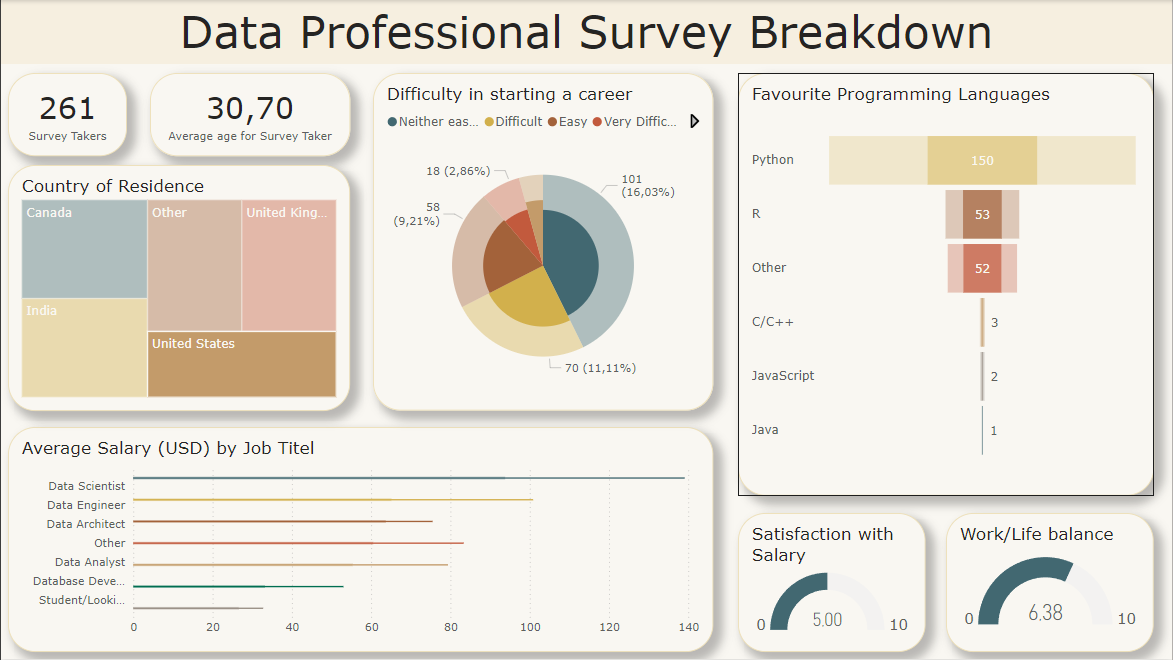 Data Professional Survey Breakdown
261
Survey Takers
30,70
Average age for Survey Taker
Country of Residence
Canada
Other
United King...
India
United States
Difficulty in starting a career
Neither eas...
Difficult
Easy
Very Diffic...
18 (2,86%)
101
(16,03%)
58
(9,21%)
70 (11,11%)
Favourite Programming Languages
Python
150
R
53
Other
52
C/C++
3
JavaScript
2
Java
1
Average Salary (USD) by Job Titel
Data Scientist
Data Engineer
Data Architect
Other
Data Analyst
Database Deve...
Student/Looki...
0 20 40 60 80 100 120 140
Satisfaction with
Salary
0
5.00
10
Work/Life balance
0
6.38
10